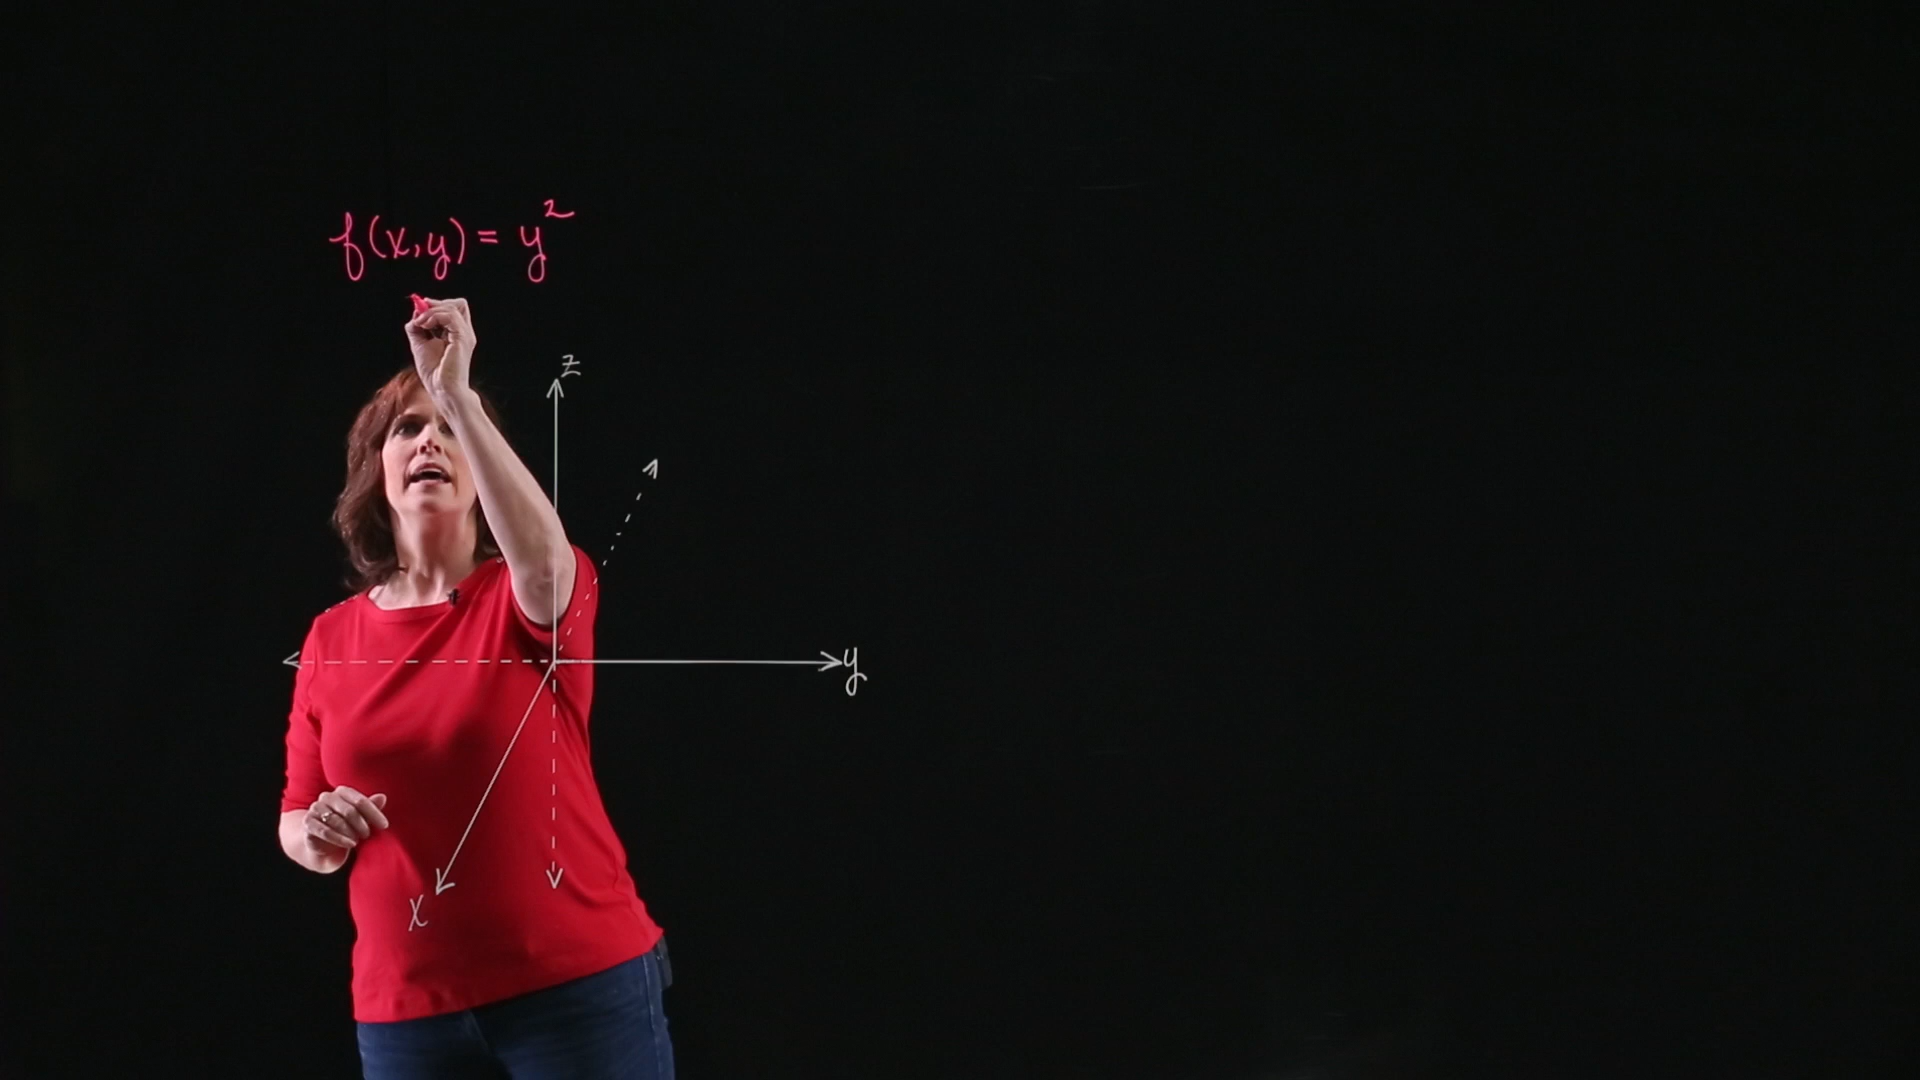 f(x,y) = y²
z
y
x